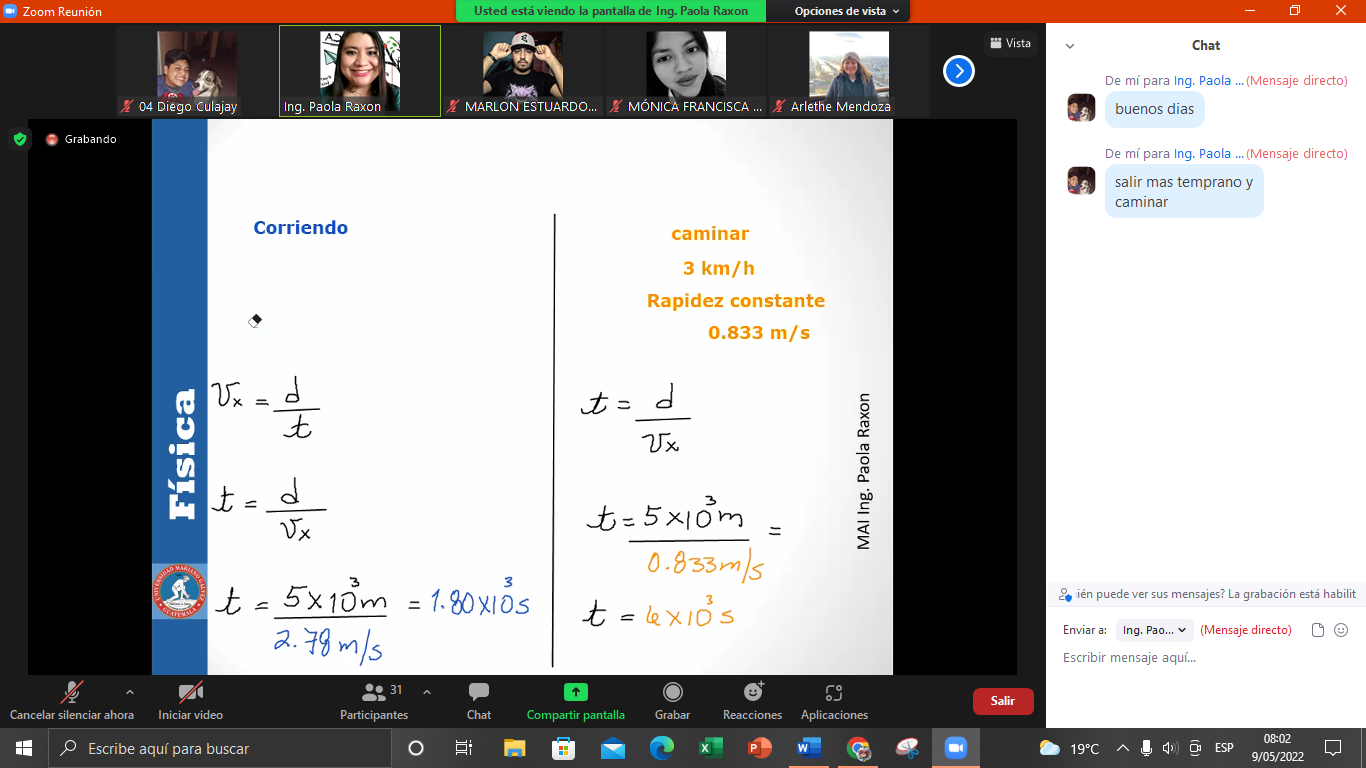 Zoom Reunión
Usted está viendo la pantalla de Ing. Paola Raxon
Opciones de vista
04 Diego Culajay
Ing. Paola Raxon
MARLON ESTUARDO...
MÓNICA FRANCISCA ...
Arlethe Mendoza
Vista
Grabando
Corriendo
vx = d / t
t = d / vx
t = 5x10³m / 2.78 m/s = 1.80x10³s
caminar
3 km/h
Rapidez constante
0.833 m/s
t = d / vx
t = 5x10³m / 0.833m/s =
t = 6x10³s
Física
UNIVERSIDAD MARIANO GALVEZ
GUATEMALA
MAI Ing. Paola Raxon
Chat
De mí para Ing. Paola ... (Mensaje directo)
buenos dias
De mí para Ing. Paola ... (Mensaje directo)
salir mas temprano y
caminar
ién puede ver sus mensajes? La grabación está habilit
Enviar a: Ing. Pao... (Mensaje directo)
Escribir mensaje aquí...
Cancelar silenciar ahora
Iniciar video
31
Participantes
Chat
Compartir pantalla
Grabar
Reacciones
Aplicaciones
Salir
Escribe aquí para buscar
19°C
ESP
08:02
9/05/2022